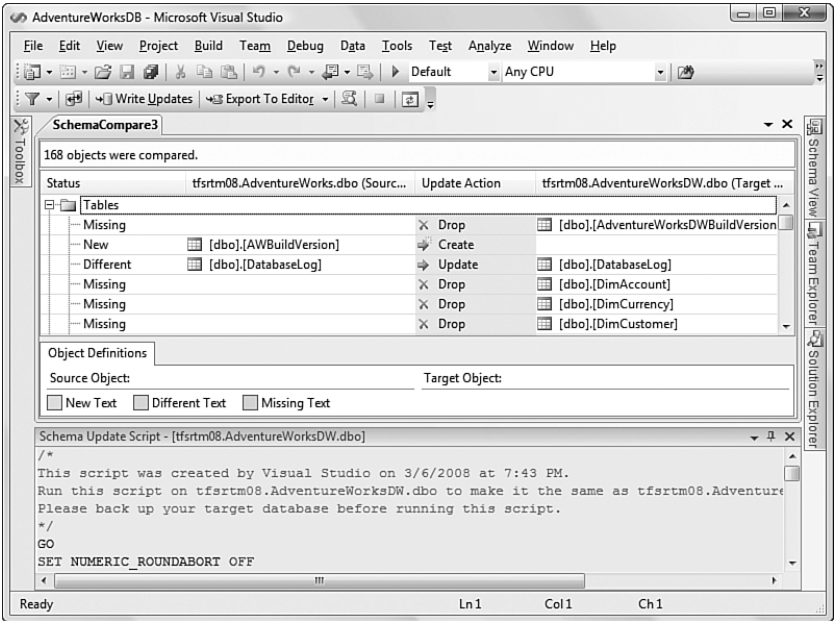 AdventureWorksDB - Microsoft Visual Studio
File Edit View Project Build Team Debug Data Tools Test Analyze Window Help
Default Any CPU
Write Updates Export To Editor
Toolbox
SchemaCompare3
168 objects were compared.
Status tfsrtm08.AdventureWorks.dbo (Sourc... Update Action tfsrtm08.AdventureWorksDW.dbo (Target ...
Tables
Missing Drop [dbo].[AdventureWorksDWBuildVersion
New [dbo].[AWBuildVersion] Create
Different [dbo].[DatabaseLog] Update [dbo].[DatabaseLog]
Missing Drop [dbo].[DimAccount]
Missing Drop [dbo].[DimCurrency]
Missing Drop [dbo].[DimCustomer]
Object Definitions
Source Object: Target Object:
New Text Different Text Missing Text
Schema View
Team Explorer
Solution Explorer
Schema Update Script - [tfsrtm08.AdventureWorksDW.dbo]
/*
This script was created by Visual Studio on 3/6/2008 at 7:43 PM.
Run this script on tfsrtm08.AdventureWorksDW.dbo to make it the same as tfsrtm08.Adventure
Please back up your target database before running this script.
*/
GO
SET NUMERIC_ROUNDABORT OFF
Ready Ln 1 Col 1 Ch 1